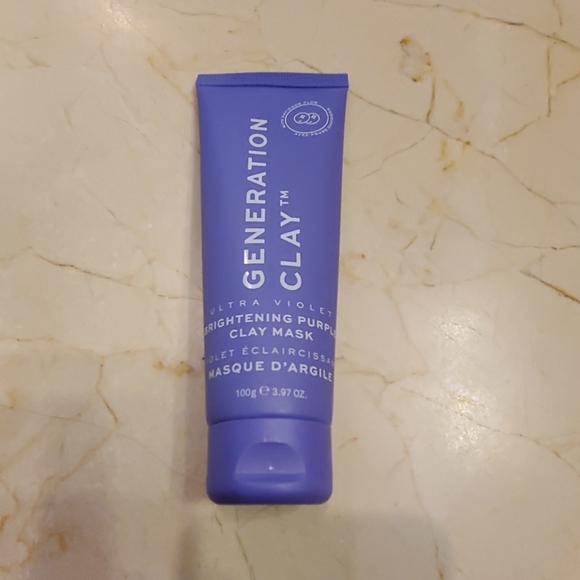 GENERATION
CLAY™
ULTRA VIOLET
BRIGHTENING PURPLE
CLAY MASK
MASQUE D'ARGILE
100g ℮ 3.97 OZ.